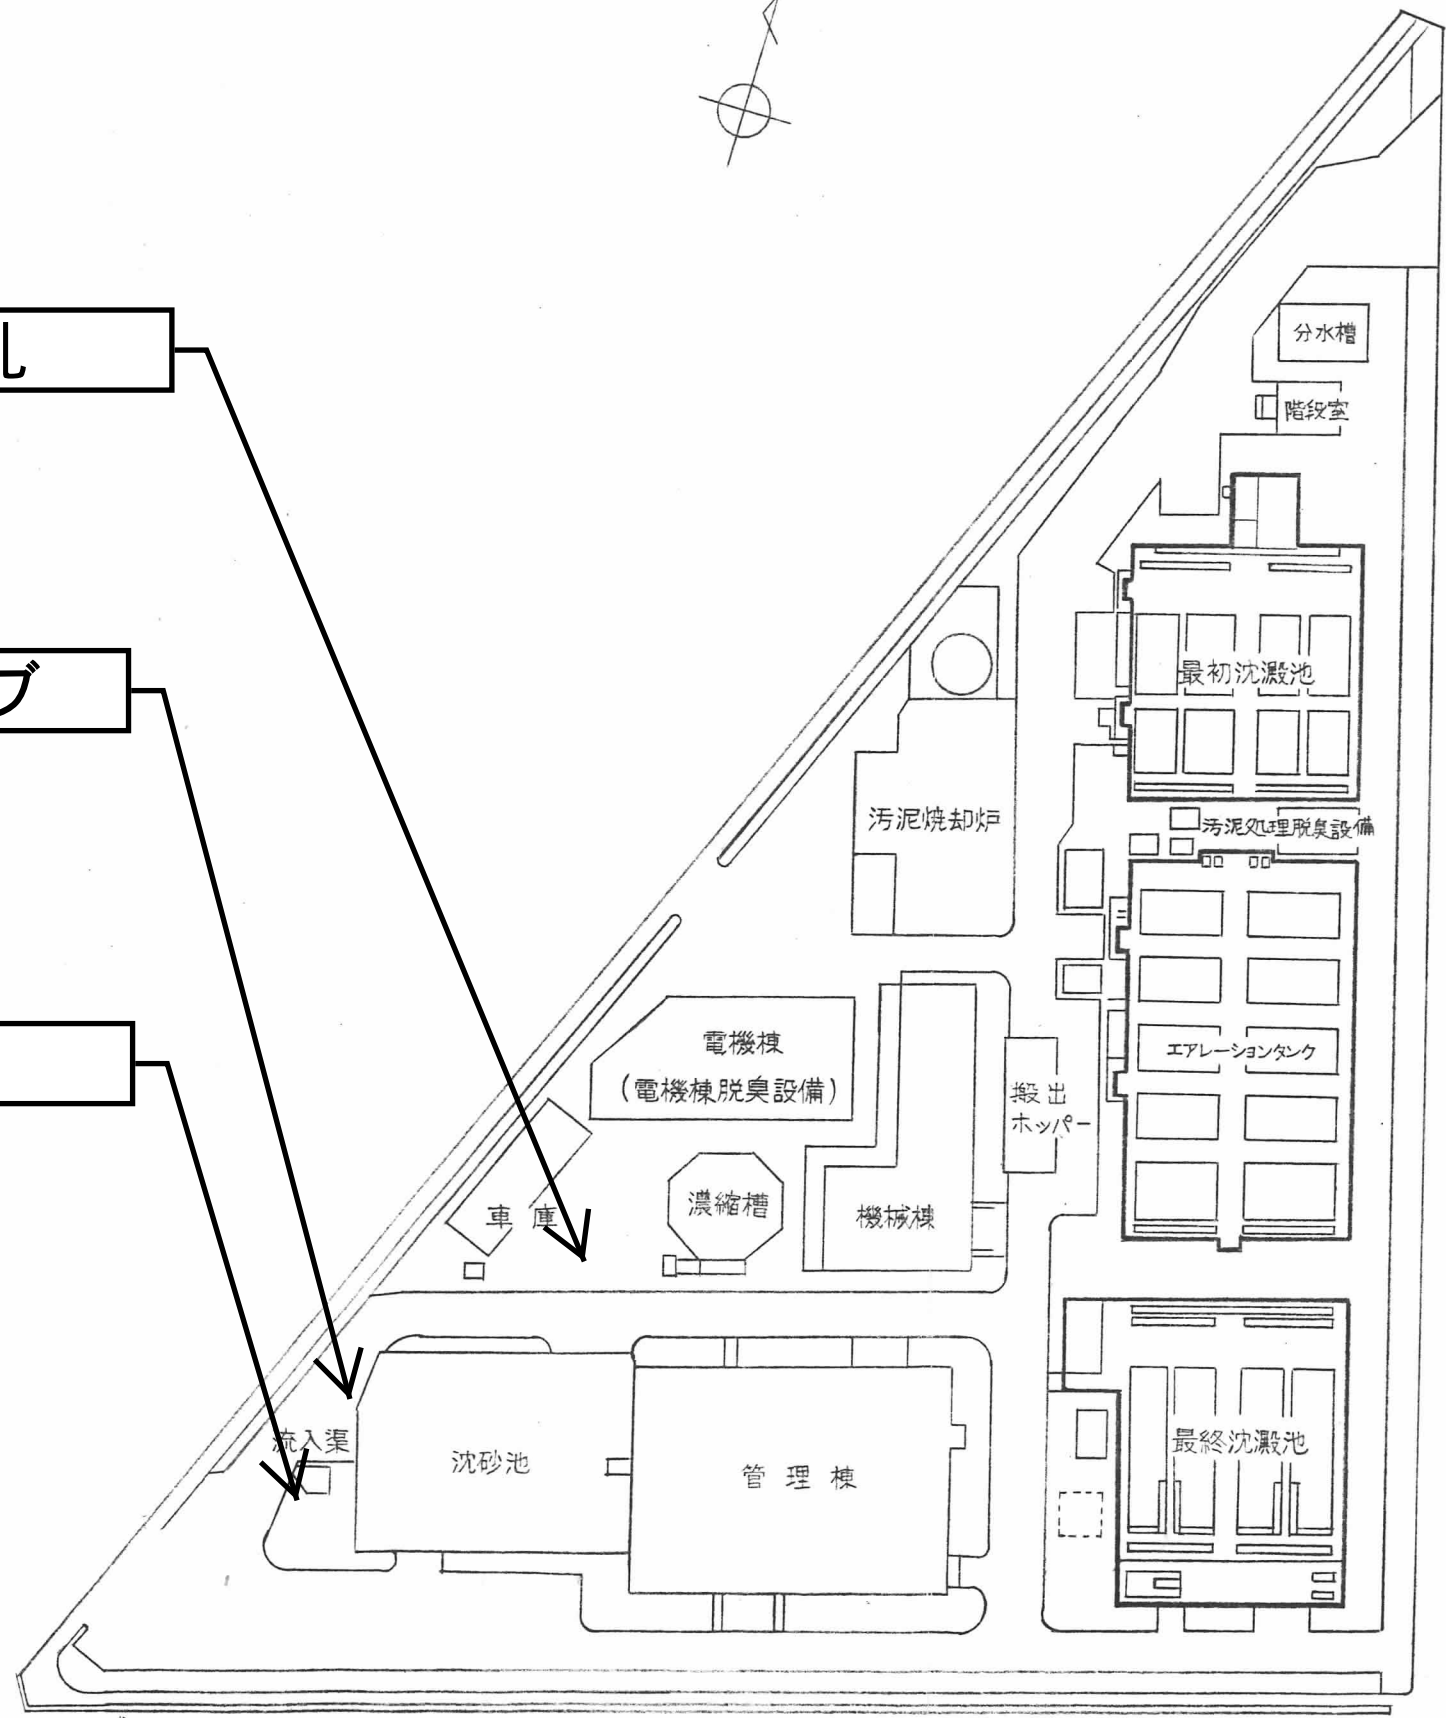 分水槽
階段室
し
最初沈澱池
ブ
汚泥焼却炉
汚泥処理脱臭設備
電機棟
(電機棟脱臭設備)
エアレーションタンク
搬出
ホッパー
車庫
濃縮槽
機械棟
流入渠
沈砂池
管理棟
最終沈澱池